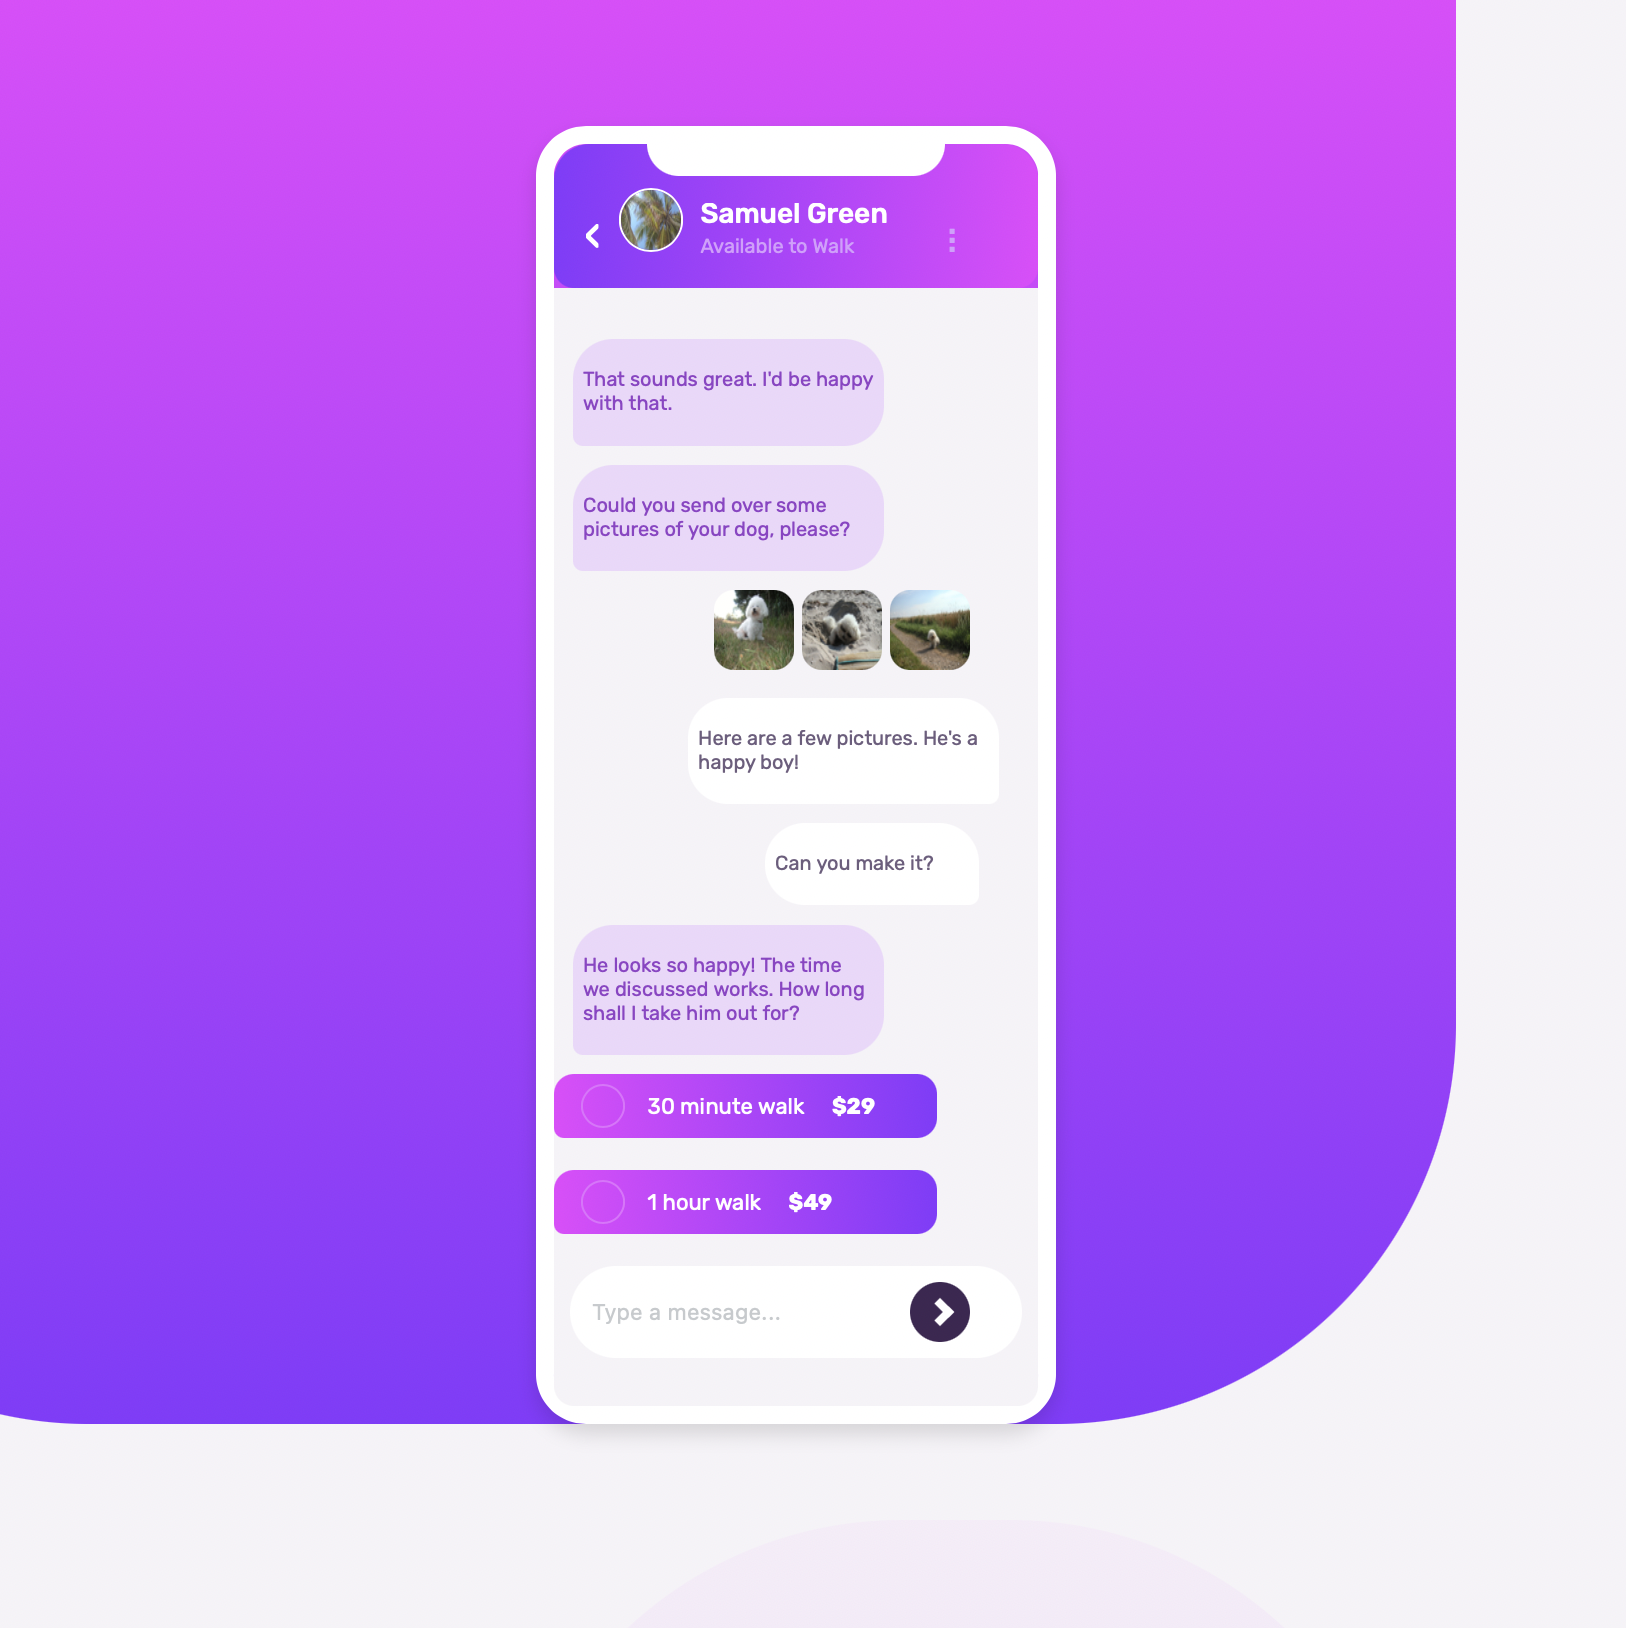 Samuel Green
Available to Walk
That sounds great. I'd be happy
with that.
Could you send over some
pictures of your dog, please?
Here are a few pictures. He's a
happy boy!
Can you make it?
He looks so happy! The time
we discussed works. How long
shall I take him out for?
30 minute walk $29
1 hour walk $49
Type a message...